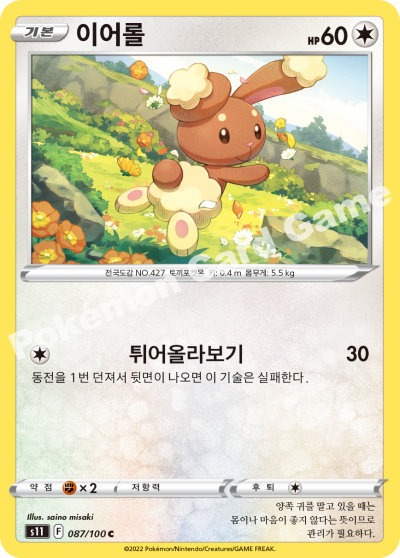 기본 이어롤 HP 60
전국도감 NO.427 토끼포켓몬 키: 0.4 m 몸무게: 5.5 kg
Pokémon Card Game
튀어올라보기 30
동전을 1번 던져서 뒷면이 나오면 이 기술은 실패한다.
약점 ×2 저항력 후퇴
Illus. saino misaki
양쪽 귀를 말고 있을 때는
몸이나 마음이 좋지 않다는 뜻이므로
관리가 필요하다.
s11 F 087/100 C
©2022 Pokémon/Nintendo/Creatures/GAME FREAK.